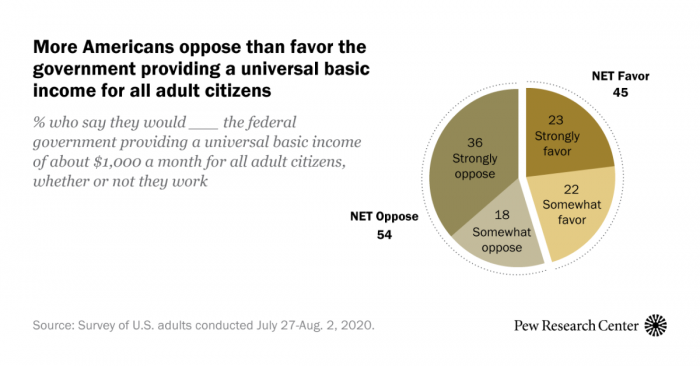 More Americans oppose than favor the
government providing a universal basic
income for all adult citizens
% who say they would ___ the federal
government providing a universal basic income
of about $1,000 a month for all adult citizens,
whether or not they work
NET Favor
45
23
Strongly
favor
22
Somewhat
favor
36
Strongly
oppose
18
Somewhat
oppose
NET Oppose
54
Source: Survey of U.S. adults conducted July 27-Aug. 2, 2020.
Pew Research Center